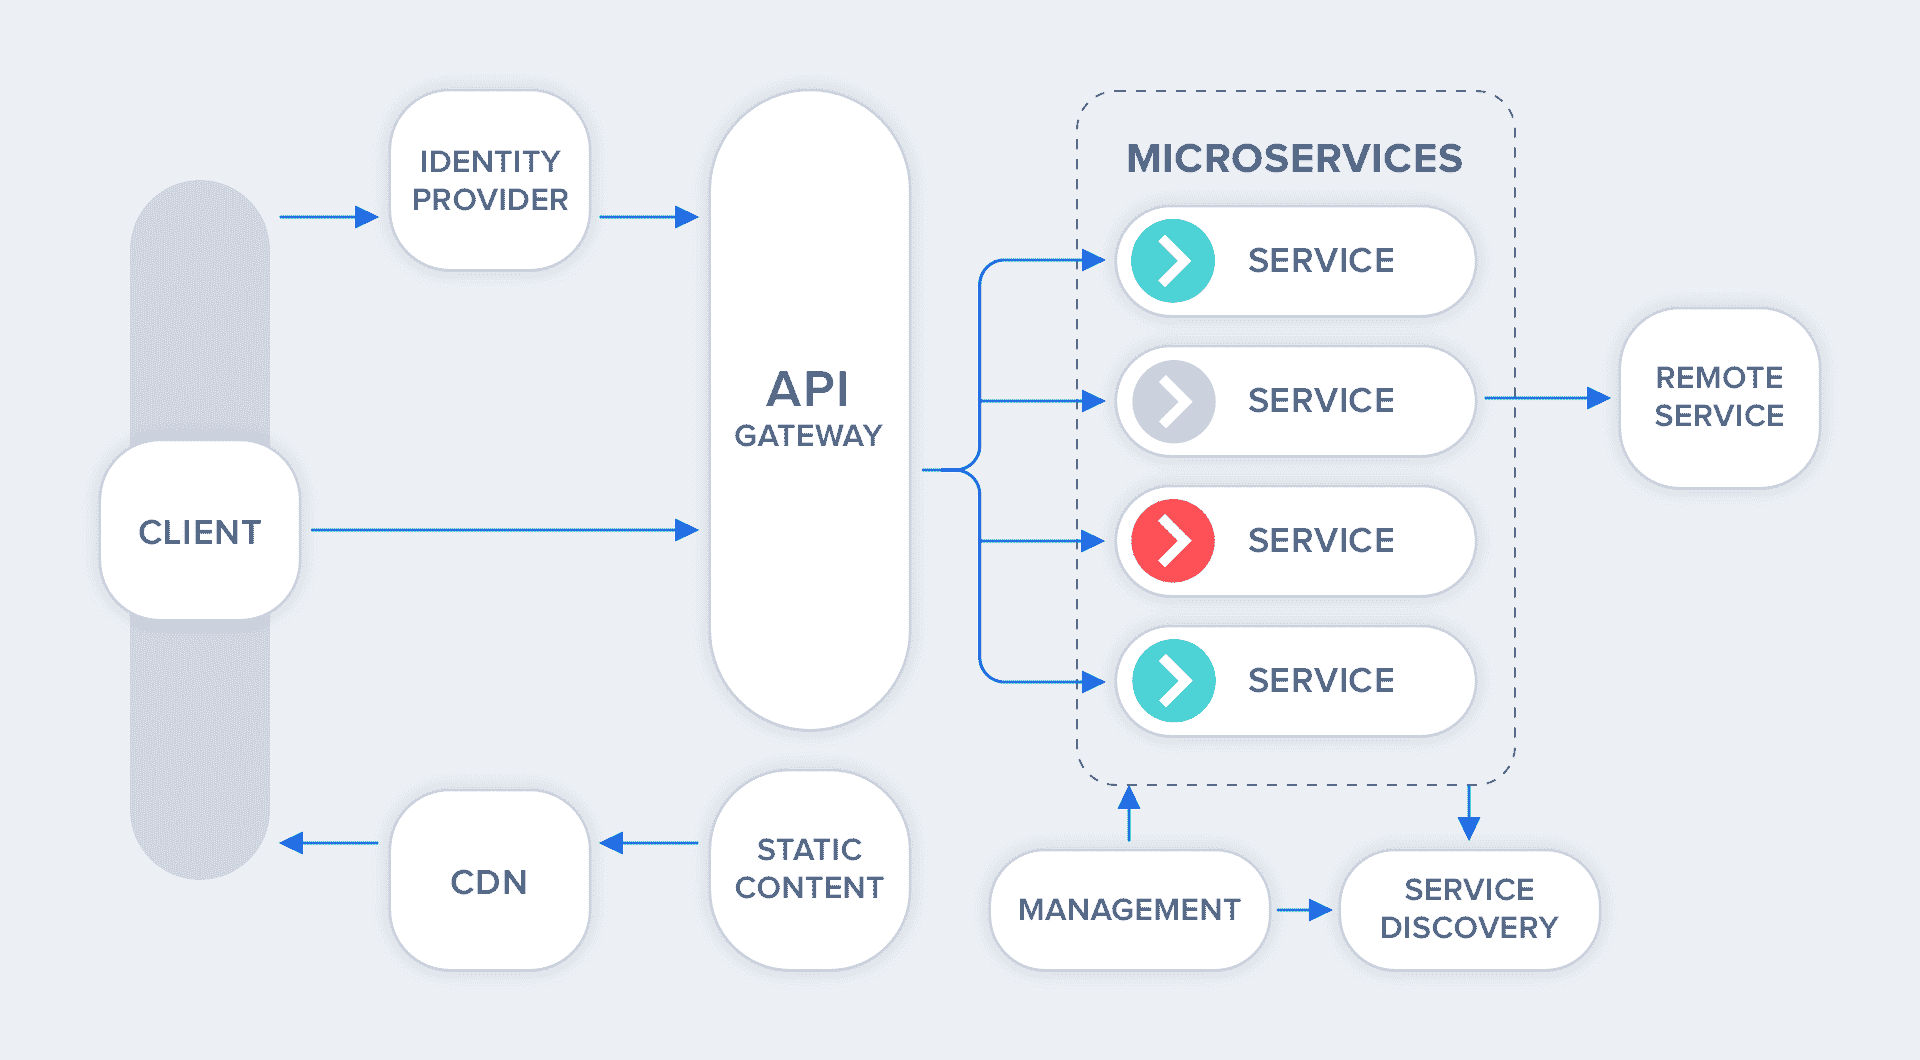 IDENTITY
PROVIDER
CLIENT
API
GATEWAY
MICROSERVICES
SERVICE
SERVICE
SERVICE
SERVICE
REMOTE
SERVICE
CDN
STATIC
CONTENT
MANAGEMENT
SERVICE
DISCOVERY